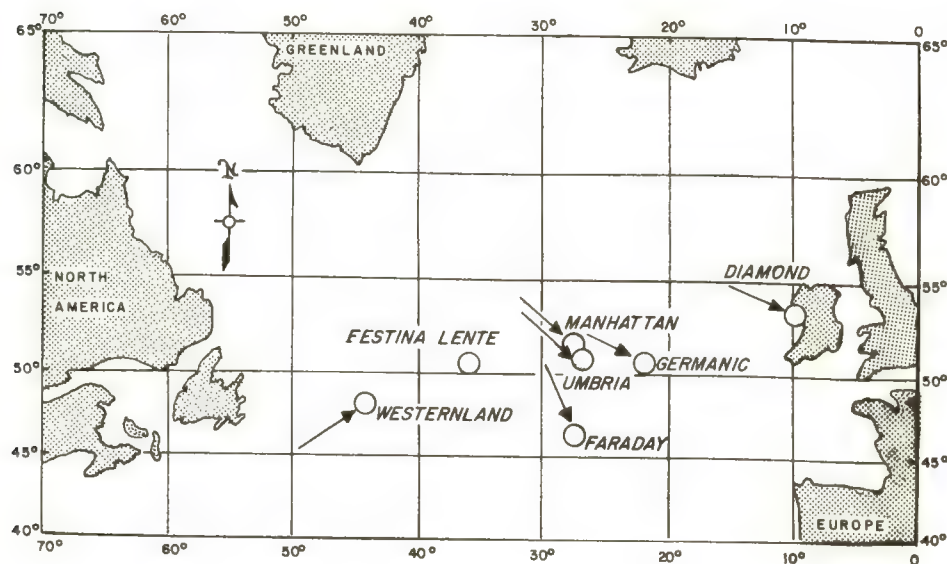 70° 60° 50° 40° 30° 20° 10° 0
65° 65°
GREENLAND
N
60° 60°
55° 55°
NORTH
AMERICA
DIAMOND
MANHATTAN
FESTINA LENTE
GERMANIC
UMBRIA
50° 50°
WESTERNLAND
FARADAY
45° 45°
EUROPE
40° 40°
70° 60° 50° 40° 30° 20° 10° 0